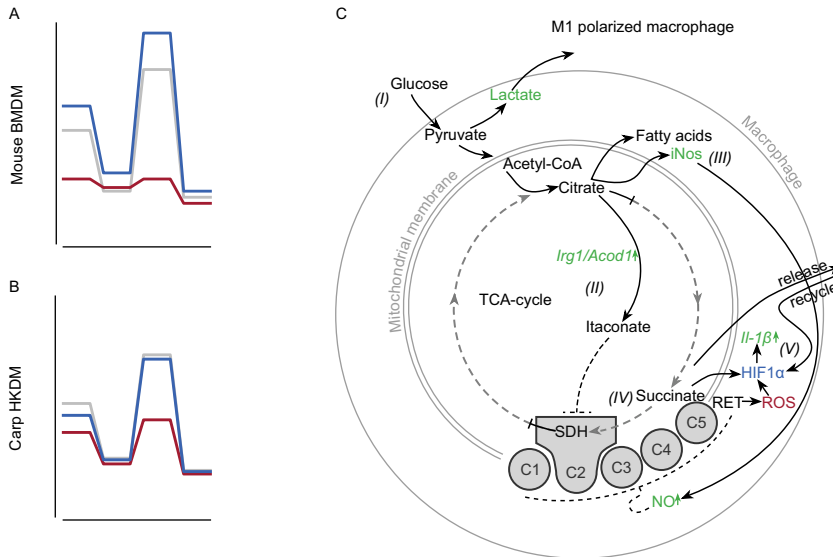 A
Mouse BMDM
B
Carp HKDM
C
M1 polarized macrophage
Macrophage
Glucose
(I)
Lactate
Pyruvate
Fatty acids
iNos (III)
Acetyl-CoA
Citrate
Mitochondrial membrane
Irg1/Acod1
(II)
TCA-cycle
Itaconate
release
recycle
Il-1β (V)
HIF1α
(IV) Succinate
RET ROS
SDH
C1 C2 C3 C4 C5
NO